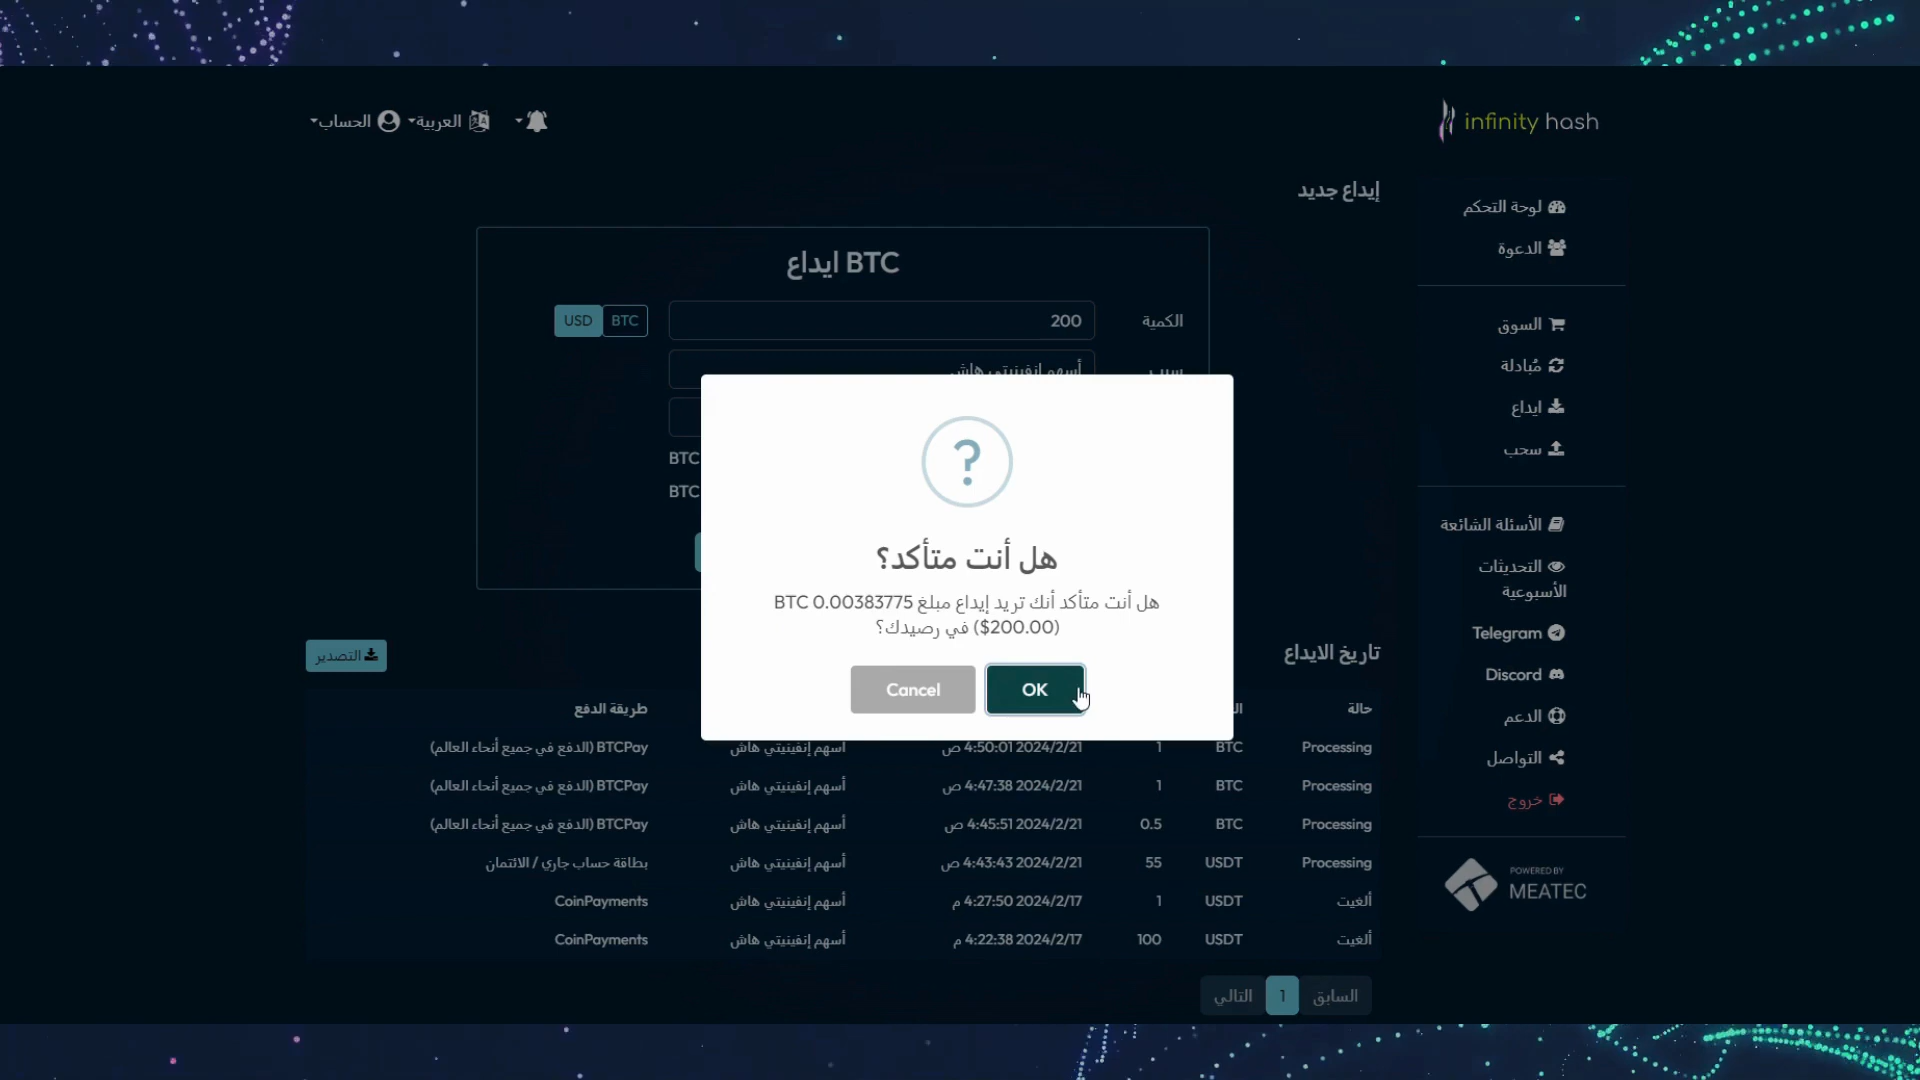 infinity hash
العربية
الحساب
لوحة التحكم
الدعوة
السوق
مُبادلة
ايداع
سحب
الأسئلة الشائعة
التحديثات
الأسبوعية
Telegram
Discord
الدعم
التواصل
خروج
POWERED BY
MEATEC
إيداع جديد
ايداع BTC
الكمية
200
BTC
USD
أسهم إنفينيتي هاش
BTC
BTC
?
هل أنت متأكد؟
هل أنت متأكد أنك تريد إيداع مبلغ BTC 0.00383775
($200.00) في رصيدك؟
Cancel
OK
تاريخ الايداع
التصدير
حالة طريقة الدفع
Processing BTC 1 2024/2/21 4:50:01 ص أسهم إنفينيتي هاش BTCPay (الدفع في جميع أنحاء العالم)
Processing BTC 1 2024/2/21 4:47:38 ص أسهم إنفينيتي هاش BTCPay (الدفع في جميع أنحاء العالم)
Processing BTC 0.5 2024/2/21 4:45:51 ص أسهم إنفينيتي هاش BTCPay (الدفع في جميع أنحاء العالم)
Processing USDT 55 2024/2/21 4:43:43 ص أسهم إنفينيتي هاش بطاقة حساب جاري / الائتمان
ألغيت USDT 1 2024/2/17 4:27:50 م أسهم إنفينيتي هاش CoinPayments
ألغيت USDT 100 2024/2/17 4:22:38 م أسهم إنفينيتي هاش CoinPayments
السابق 1 التالي